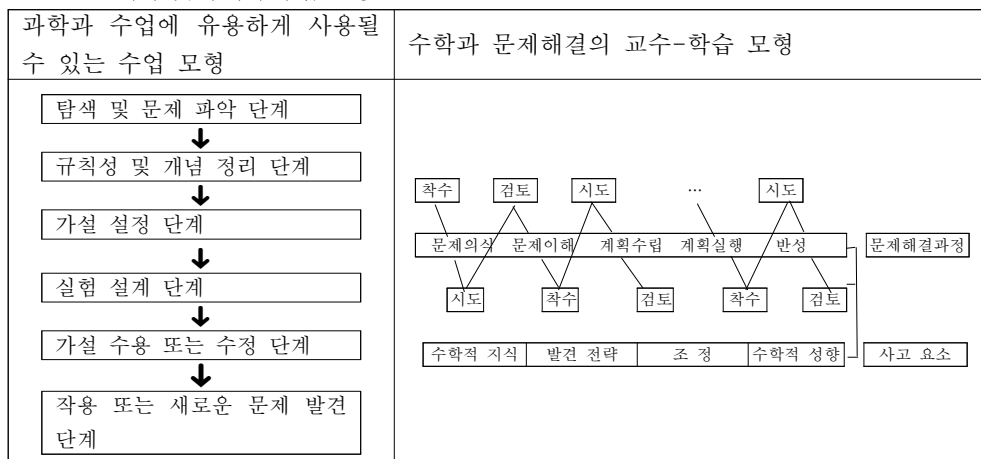 과학과 수업에 유용하게 사용될
수 있는 수업 모형
수학과 문제해결의 교수-학습 모형
탐색 및 문제 파악 단계
규칙성 및 개념 정리 단계
가설 설정 단계
실험 설계 단계
가설 수용 또는 수정 단계
작용 또는 새로운 문제 발견
단계
착수 검토 시도 … 시도
문제의식 문제이해 계획수립 계획실행 반성 문제해결과정
시도 착수 검토 착수 검토
수학적 지식 발견 전략 조 정 수학적 성향 사고 요소